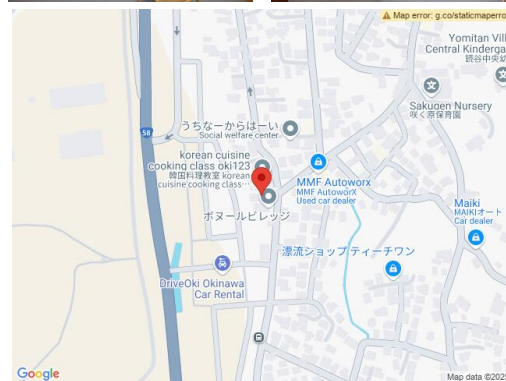 Map error: g.co/staticmaperro
Yomitan Vill
Central Kinderga
読谷中央幼
Sakugen Nursery
咲く原保育園
58
うちなーからはーい
Social welfare center
korean cuisine
cooking class oki123
韓国料理教室 korean
cuisine cooking class…
MMF Autoworx
MMF AutoworX
Used car dealer
ボヌールビレッジ
Maiki
MAIKIオート
Car dealer
漂流ショップ ティーチワン
DriveOki Okinawa
Car Rental
Google
Map data ©2025